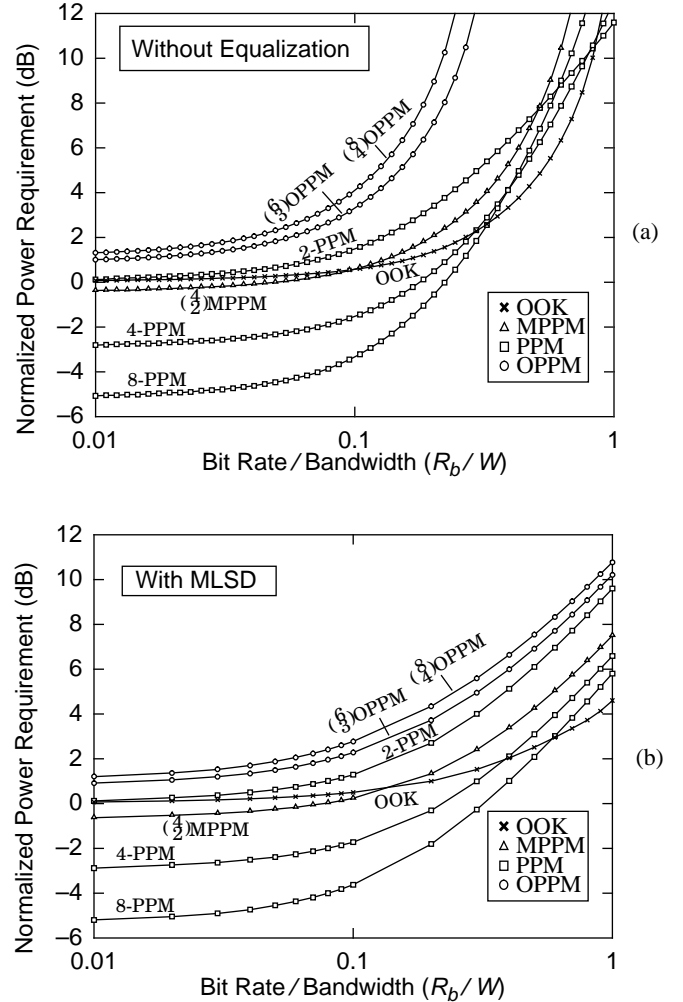 12
10
8
6
4
2
0
−2
−4
−6
Normalized Power Requirement (dB)
Without Equalization
(8 4)OPPM
(6 3)OPPM
2-PPM
OOK
(4 2)MPPM
4-PPM
8-PPM
OOK
MPPM
PPM
OPPM
0.01
0.1
1
Bit Rate/Bandwidth (R_b/W)
(a)
12
10
8
6
4
2
0
−2
−4
−6
Normalized Power Requirement (dB)
With MLSD
(8 4)OPPM
(6 3)OPPM
2-PPM
OOK
(4 2)MPPM
4-PPM
8-PPM
OOK
MPPM
PPM
OPPM
0.01
0.1
1
Bit Rate/Bandwidth (R_b/W)
(b)